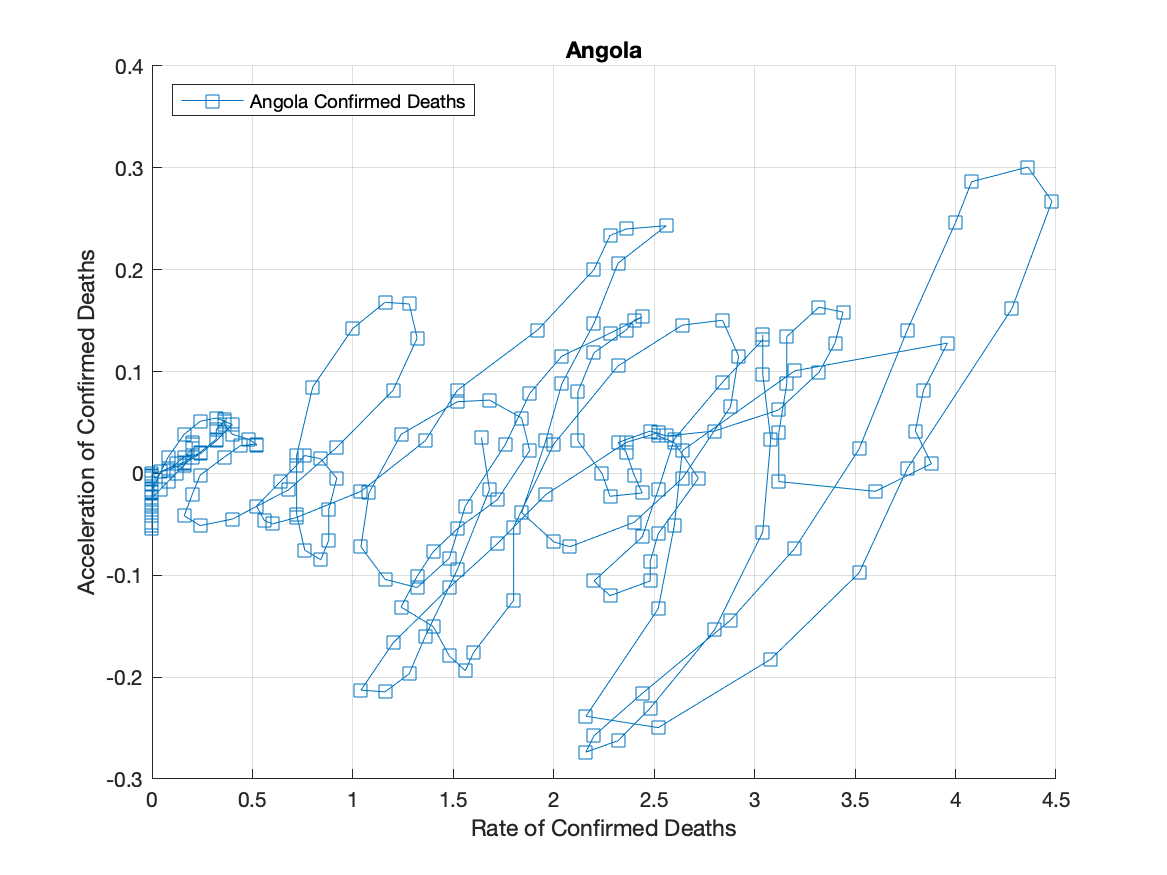 Angola
0.4
Angola Confirmed Deaths
0.3
0.2
0.1
0
-0.1
-0.2
-0.3
Acceleration of Confirmed Deaths
0 0.5 1 1.5 2 2.5 3 3.5 4 4.5
Rate of Confirmed Deaths